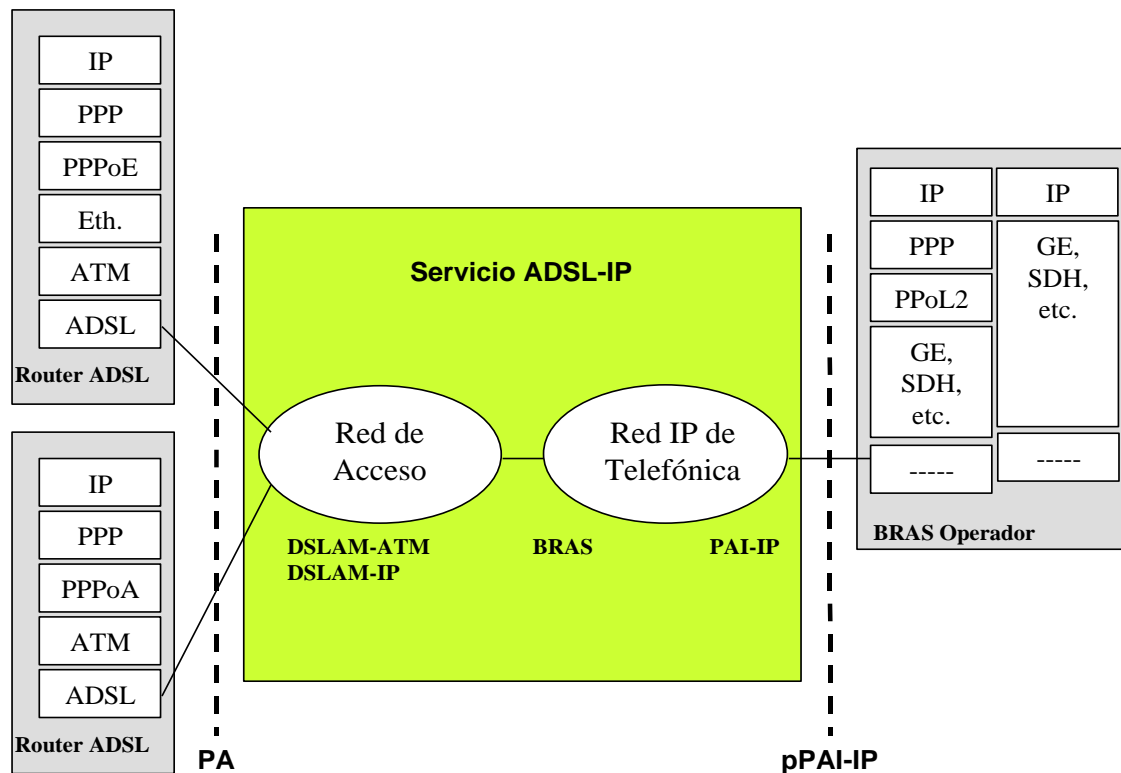 IP
PPP
PPPoE
Eth.
ATM
ADSL
Router ADSL
IP
PPP
PPPoA
ATM
ADSL
Router ADSL
PA
Servicio ADSL-IP
Red de
Acceso
Red IP de
Telefónica
DSLAM-ATM
DSLAM-IP
BRAS
PAI-IP
pPAI-IP
IP
PPP
PPoL2
GE,
SDH,
etc.
-----
IP
GE,
SDH,
etc.
-----
BRAS Operador